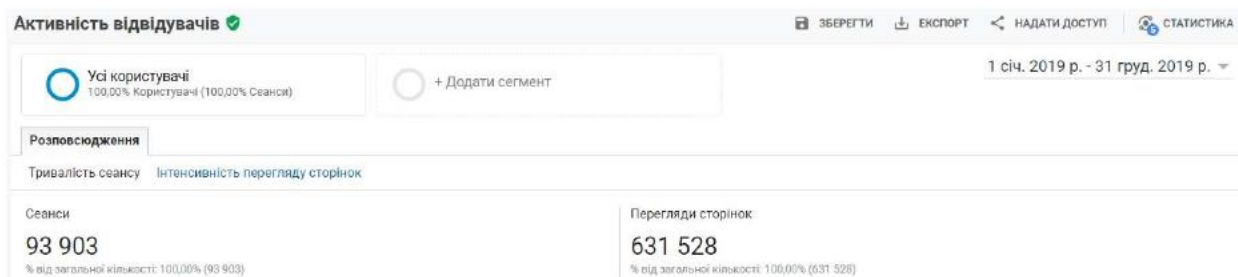 Активність відвідувачів
ЗБЕРЕГТИ ЕКСПОРТ НАДАТИ ДОСТУП СТАТИСТИКА
1 січ. 2019 р. - 31 груд. 2019 р.
Усі користувачі
100,00% Користувачі (100,00% Сеанси)
+ Додати сегмент
Розповсюдження
Тривалість сеансу Інтенсивність перегляду сторінок
Сеанси
93 903
% від загальної кількості: 100,00% (93 903)
Перегляди сторінок
631 528
% від загальної кількості: 100,00% (631 528)